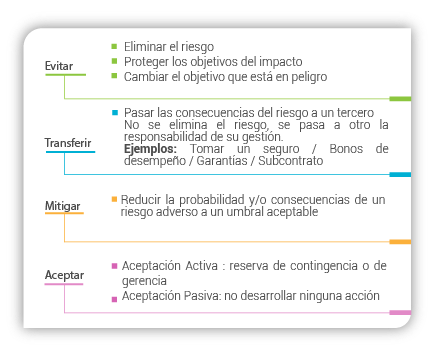 Evitar
Eliminar el riesgo
Proteger los objetivos del impacto
Cambiar el objetivo que está en peligro
Transferir
Pasar las consecuencias del riesgo a un tercero
No se elimina el riesgo, se pasa a otro la
responsabilidad de su gestión.
Ejemplos: Tomar un seguro / Bonos de
desempeño / Garantías / Subcontrato
Mitigar
Reducir la probabilidad y/o consecuencias de un
riesgo adverso a un umbral aceptable
Aceptar
Aceptación Activa : reserva de contingencia o de
gerencia
Aceptación Pasiva: no desarrollar ninguna acción